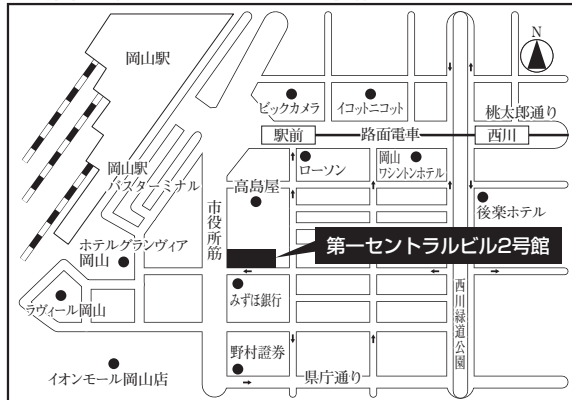 岡山駅
N
ビックカメラ
イコットニコット
桃太郎通り
駅前
路面電車
西川
岡山駅
バスターミナル
ローソン
岡山
ワシントンホテル
高島屋
後楽ホテル
市役所筋
ホテルグランヴィア
岡山
第一セントラルビル2号館
ラヴィール岡山
みずほ銀行
西川緑道公園
野村證券
県庁通り
イオンモール岡山店